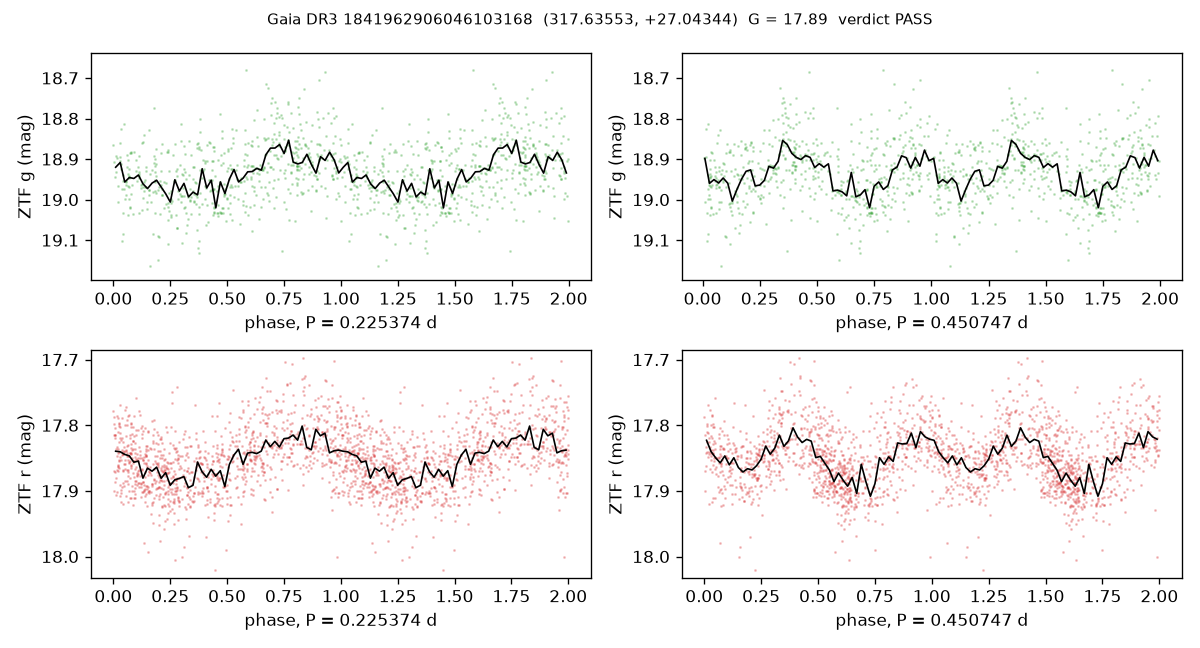 Gaia DR3 1841962906046103168  (317.63553, +27.04344)  G = 17.89  verdict PASS
ZTF g (mag)
18.7
18.8
18.9
19.0
19.1
0.00 0.25 0.50 0.75 1.00 1.25 1.50 1.75 2.00
phase, P = 0.225374 d
ZTF g (mag)
18.7
18.8
18.9
19.0
19.1
0.00 0.25 0.50 0.75 1.00 1.25 1.50 1.75 2.00
phase, P = 0.450747 d
ZTF r (mag)
17.7
17.8
17.9
18.0
0.00 0.25 0.50 0.75 1.00 1.25 1.50 1.75 2.00
phase, P = 0.225374 d
ZTF r (mag)
17.7
17.8
17.9
18.0
0.00 0.25 0.50 0.75 1.00 1.25 1.50 1.75 2.00
phase, P = 0.450747 d